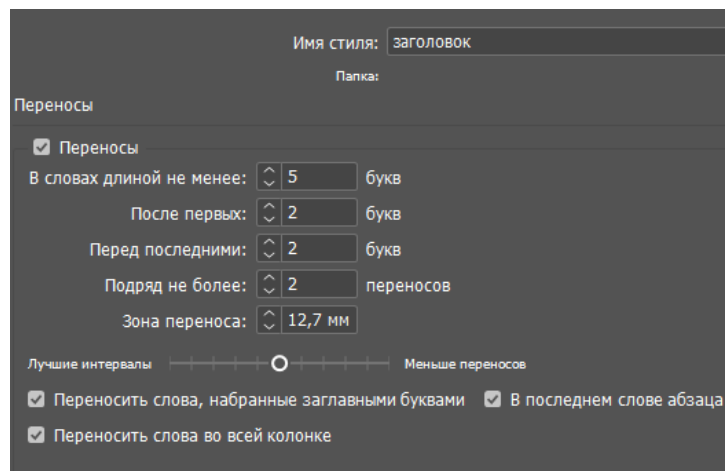 Имя стиля: заголовок
Папка:
Переносы
Переносы
В словах длиной не менее: 5 букв
После первых: 2 букв
Перед последними: 2 букв
Подряд не более: 2 переносов
Зона переноса: 12,7 мм
Лучшие интервалы Меньше переносов
Переносить слова, набранные заглавными буквами В последнем слове абзаца
Переносить слова во всей колонке